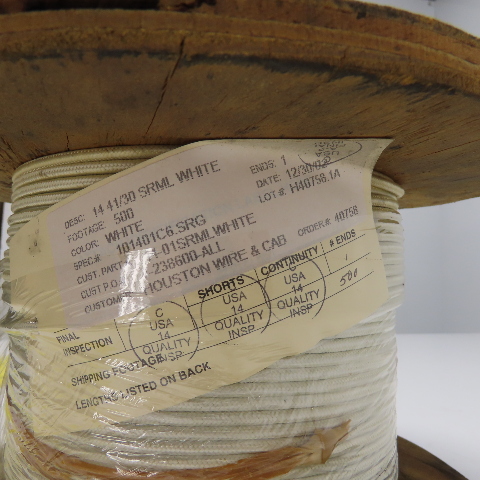 DESC: 14 41/30 SRML WHITE
FOOTAGE: 500
COLOR: WHITE
SPEC#: 101401C6.SRG
CUST.PART -01SRMLWHITE
CUST P.O. 238600-ALL
CUSTOM HOUSTON WIRE & CAB
ENDS: 1
DATE: 12/30/02
LOT #: H40758.1A
ORDER#: 40758
SHORTS CONTINUITY # ENDS
FINAL INSPECTION
C USA 14 QUALITY INSP
C USA 14 QUALITY INSP
C USA 14 QUALITY INSP
1
500
SHIPPING FOOTAGE
LENGTHS LISTED ON BACK